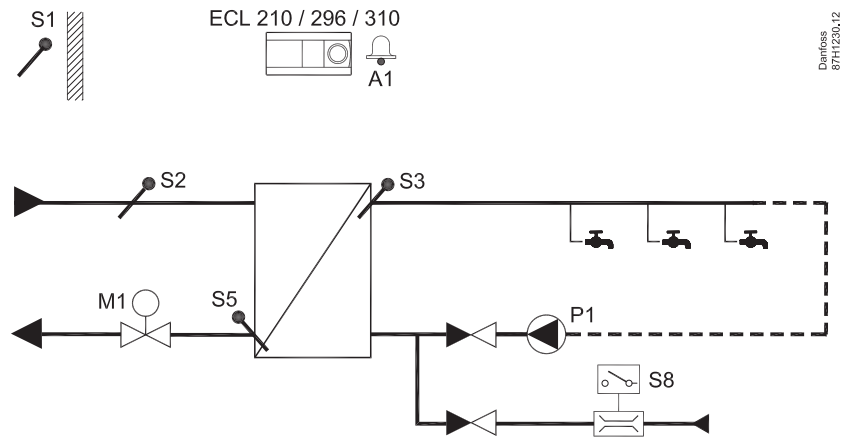 S1
ECL 210 / 296 / 310
A1
Danfoss
87H1230.12
S2
S3
M1
S5
P1
S8